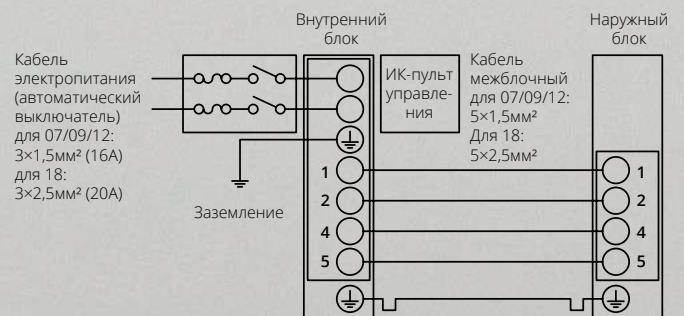 Внутренний
блок
Наружный
блок
Кабель
электропитания
(автоматический
выключатель)
для 07/09/12:
3×1,5мм² (16А)
для 18:
3×2,5мм² (20А)
ИК-пульт
управле-
ния
Кабель
межблочный
для 07/09/12:
5×1,5мм²
Для 18:
5×2,5мм²
Заземление
1
2
4
5
1
2
4
5